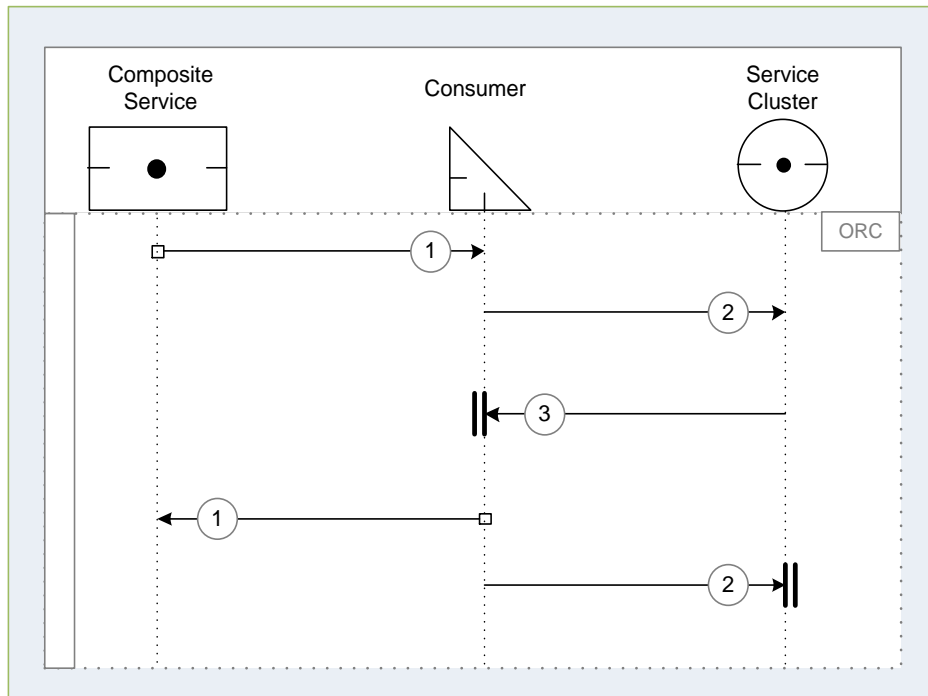 Composite
Service
Consumer
Service
Cluster
ORC
1
2
3
1
2